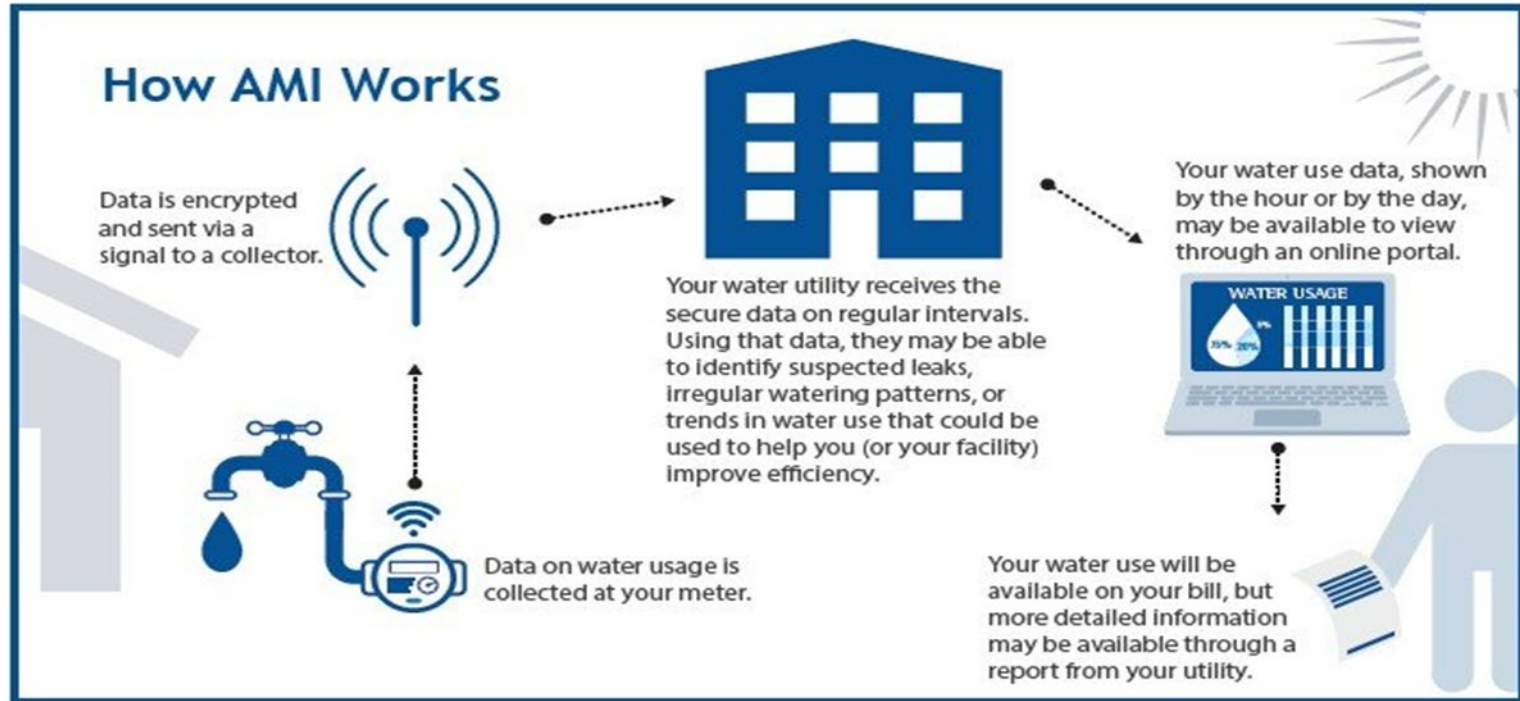 How AMI Works
Data is encrypted
and sent via a
signal to a collector.
Data on water usage is
collected at your meter.
Your water utility receives the
secure data on regular intervals.
Using that data, they may be able
to identify suspected leaks,
irregular watering patterns, or
trends in water use that could be
used to help you (or your facility)
improve efficiency.
Your water use data, shown
by the hour or by the day,
may be available to view
through an online portal.
WATER USAGE
20%
Your water use will be
available on your bill, but
more detailed information
may be available through a
report from your utility.